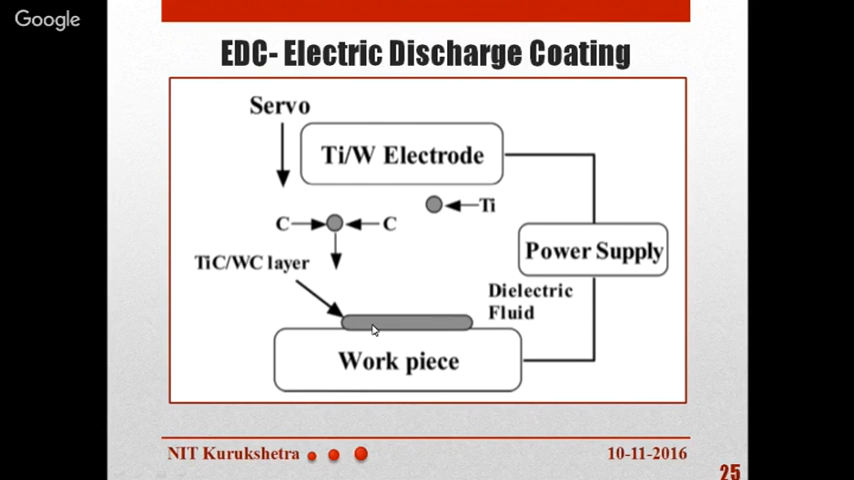 Google
EDC- Electric Discharge Coating
Servo
Ti/W Electrode
Ti
C
C
Power Supply
TiC/WC layer
Dielectric
Fluid
Work piece
NIT Kurukshetra
10-11-2016
25